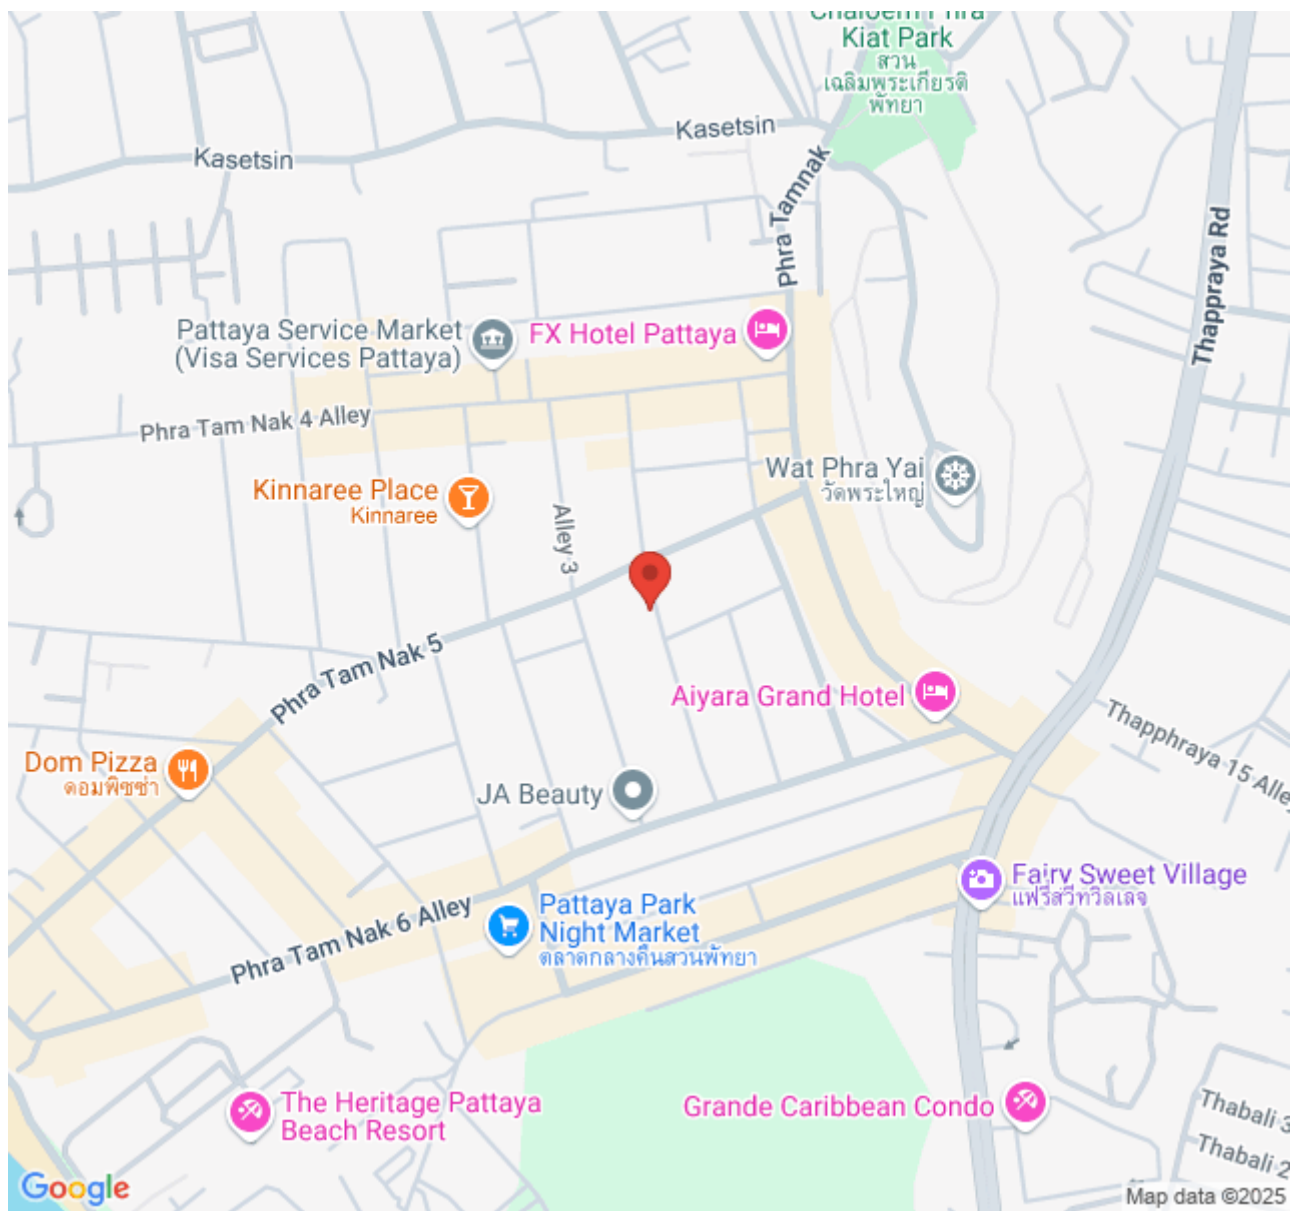 Chaloem Phra
Kiat Park
สวน
เฉลิมพระเกียรติ
พัทยา
Kasetsin
Kasetsin
Phra Tamnak
Thappraya Rd
Pattaya Service Market
(Visa Services Pattaya)
FX Hotel Pattaya
Phra Tam Nak 4 Alley
Wat Phra Yai
วัดพระใหญ่
Kinnaree Place
Kinnaree
Alley 3
Phra Tam Nak 5
Aiyara Grand Hotel
Thapphraya 15 Alley
Dom Pizza
ดอมพิซซ่า
JA Beauty
Fairy Sweet Village
แฟรี่สวีทวิลเลจ
Pattaya Park
Night Market
ตลาดกลางคืนสวนพัทยา
Phra Tam Nak 6 Alley
The Heritage Pattaya
Beach Resort
Grande Caribbean Condo
Thabali 3
Thabali 2
Google
Map data ©2025